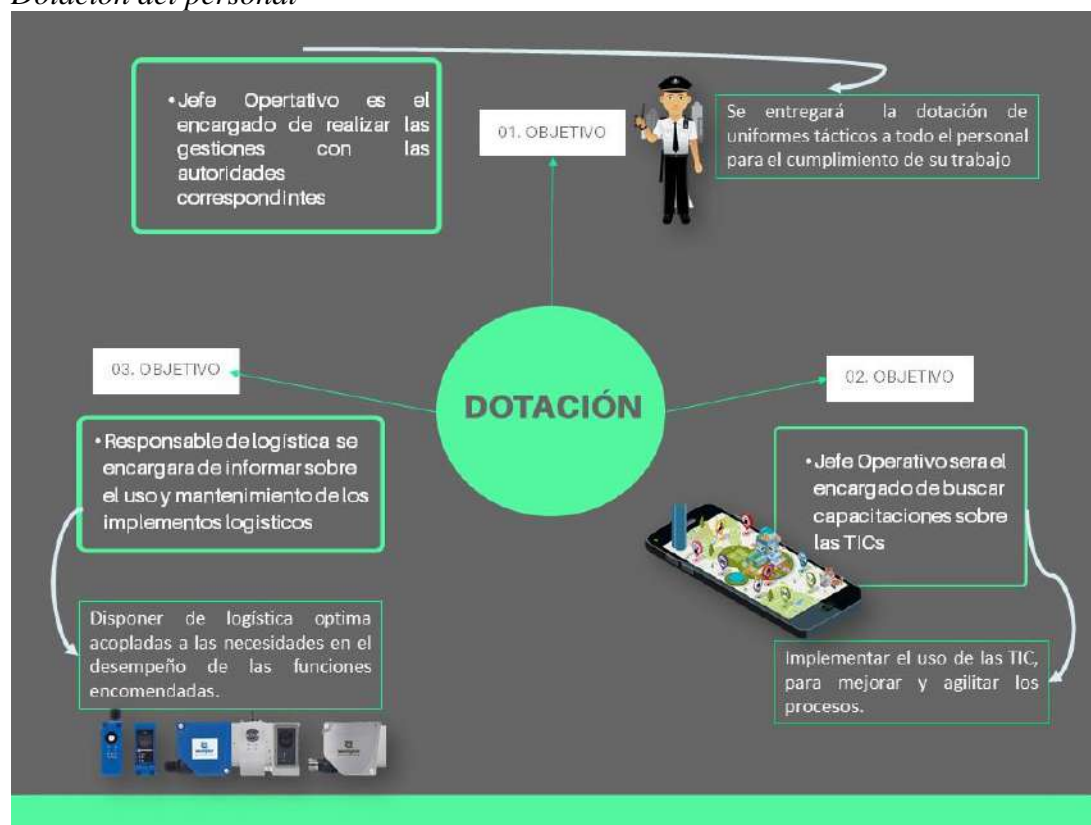 Dotación del personal
•Jefe Opertativo es el
encargado de realizar las
gestiones con las
autoridades
correspondintes
01. OBJETIVO
Se entregará la dotación de
uniformes tácticos a todo el personal
para el cumplimiento de su trabajo
03. OBJETIVO
DOTACIÓN
02. OBJETIVO
•Responsable de logística se
encargara de informar sobre
el uso y mantenimiento de los
implementos logísticos
•Jefe Operativo sera el
encargado de buscar
capacitaciones sobre
las TICs
Disponer de logística optima
acopladas a las necesidades en el
desempeño de las funciones
encomendadas.
Implementar el uso de las TIC,
para mejorar y agilitar los
procesos.